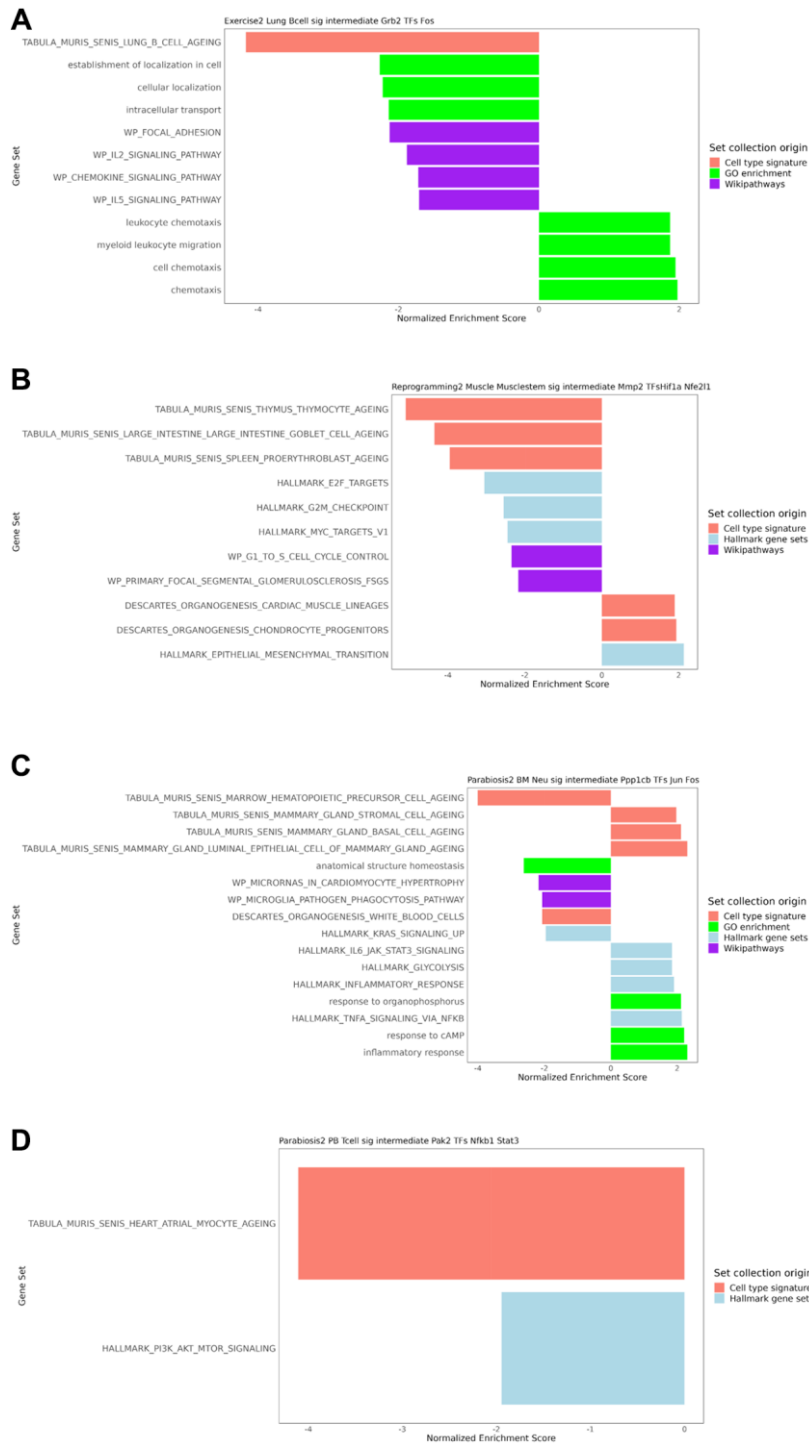 A
Exercise2 Lung Bcell sig intermediate Grb2 TFs Fos
TABULA_MURIS_SENIS_LUNG_B_CELL_AGEING
establishment of localization in cell
cellular localization
intracellular transport
WP_FOCAL_ADHESION
WP_IL2_SIGNALING_PATHWAY
WP_CHEMOKINE_SIGNALING_PATHWAY
WP_IL5_SIGNALING_PATHWAY
leukocyte chemotaxis
myeloid leukocyte migration
cell chemotaxis
chemotaxis
Gene Set
-4 -2 0 2
Normalized Enrichment Score
Set collection origin
Cell type signature
GO enrichment
Wikipathways
B
Reprogramming2 Muscle Musclestem sig intermediate Mmp2 TFsHif1a Nfe2l1
TABULA_MURIS_SENIS_THYMUS_THYMOCYTE_AGEING
TABULA_MURIS_SENIS_LARGE_INTESTINE_LARGE_INTESTINE_GOBLET_CELL_AGEING
TABULA_MURIS_SENIS_SPLEEN_PROERYTHROBLAST_AGEING
HALLMARK_E2F_TARGETS
HALLMARK_G2M_CHECKPOINT
HALLMARK_MYC_TARGETS_V1
WP_G1_TO_S_CELL_CYCLE_CONTROL
WP_PRIMARY_FOCAL_SEGMENTAL_GLOMERULOSCLEROSIS_FSGS
DESCARTES_ORGANOGENESIS_CARDIAC_MUSCLE_LINEAGES
DESCARTES_ORGANOGENESIS_CHONDROCYTE_PROGENITORS
HALLMARK_EPITHELIAL_MESENCHYMAL_TRANSITION
Gene Set
-4 -2 0 2
Normalized Enrichment Score
Set collection origin
Cell type signature
Hallmark gene sets
Wikipathways
C
Parabiosis2 BM Neu sig intermediate Ppp1cb TFs Jun Fos
TABULA_MURIS_SENIS_MARROW_HEMATOPOIETIC_PRECURSOR_CELL_AGEING
TABULA_MURIS_SENIS_MAMMARY_GLAND_STROMAL_CELL_AGEING
TABULA_MURIS_SENIS_MAMMARY_GLAND_BASAL_CELL_AGEING
TABULA_MURIS_SENIS_MAMMARY_GLAND_LUMINAL_EPITHELIAL_CELL_OF_MAMMARY_GLAND_AGEING
anatomical structure homeostasis
WP_MICRORNAS_IN_CARDIOMYOCYTE_HYPERTROPHY
WP_MICROGLIA_PATHOGEN_PHAGOCYTOSIS_PATHWAY
DESCARTES_ORGANOGENESIS_WHITE_BLOOD_CELLS
HALLMARK_KRAS_SIGNALING_UP
HALLMARK_IL6_JAK_STAT3_SIGNALING
HALLMARK_GLYCOLYSIS
HALLMARK_INFLAMMATORY_RESPONSE
response to organophosphorus
HALLMARK_TNFA_SIGNALING_VIA_NFKB
response to cAMP
inflammatory response
Gene Set
-4 -2 0 2
Normalized Enrichment Score
Set collection origin
Cell type signature
GO enrichment
Hallmark gene sets
Wikipathways
D
Parabiosis2 PB Tcell sig intermediate Pak2 TFs Nfkb1 Stat3
TABULA_MURIS_SENIS_HEART_ATRIAL_MYOCYTE_AGEING
HALLMARK_PI3K_AKT_MTOR_SIGNALING
Gene Set
-4 -3 -2 -1 0
Normalized Enrichment Score
Set collection origin
Cell type signature
Hallmark gene set